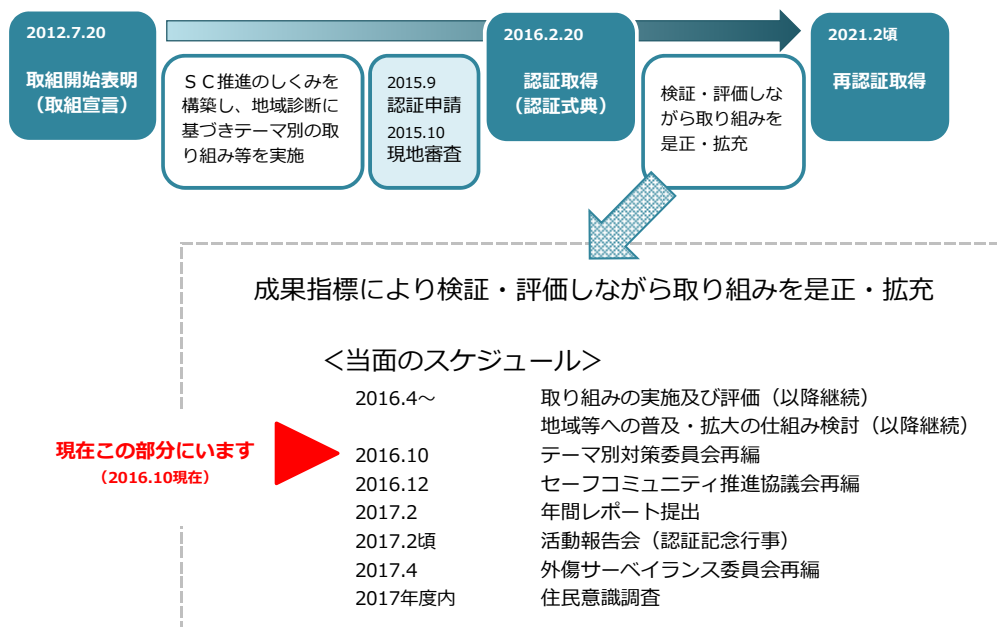 2012.7.20
取組開始表明
（取組宣言）
ＳＣ推進のしくみを
構築し、地域診断に
基づきテーマ別の取
り組み等を実施
2015.9
認証申請
2015.10
現地審査
2016.2.20
認証取得
（認証式典）
検証・評価しな
がら取り組みを
是正・拡充
2021.2頃
再認証取得
成果指標により検証・評価しながら取り組みを是正・拡充
＜当面のスケジュール＞
2016.4～ 取り組みの実施及び評価（以降継続）
地域等への普及・拡大の仕組み検討（以降継続）
現在この部分にいます
（2016.10現在）
2016.10 テーマ別対策委員会再編
2016.12 セーフコミュニティ推進協議会再編
2017.2 年間レポート提出
2017.2頃 活動報告会（認証記念行事）
2017.4 外傷サーベイランス委員会再編
2017年度内 住民意識調査